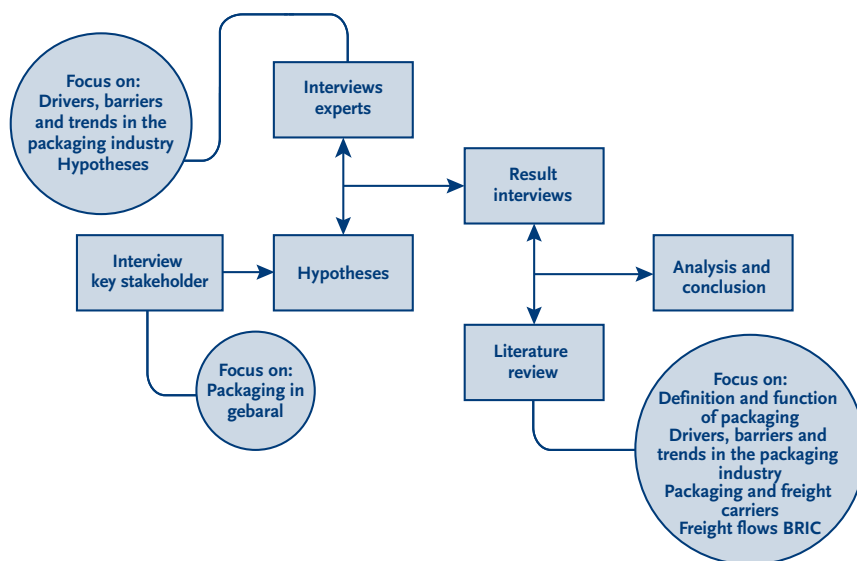 Focus on:
Drivers, barriers
and trends in the
packaging industry
Hypotheses
Interviews
experts
Result
interviews
Interview
key stakeholder
Hypotheses
Analysis and
conclusion
Focus on:
Packaging in
gebaral
Literature
review
Focus on:
Definition and function
of packaging
Drivers, barriers and
trends in the packaging
industry
Packaging and freight
carriers
Freight flows BRIC